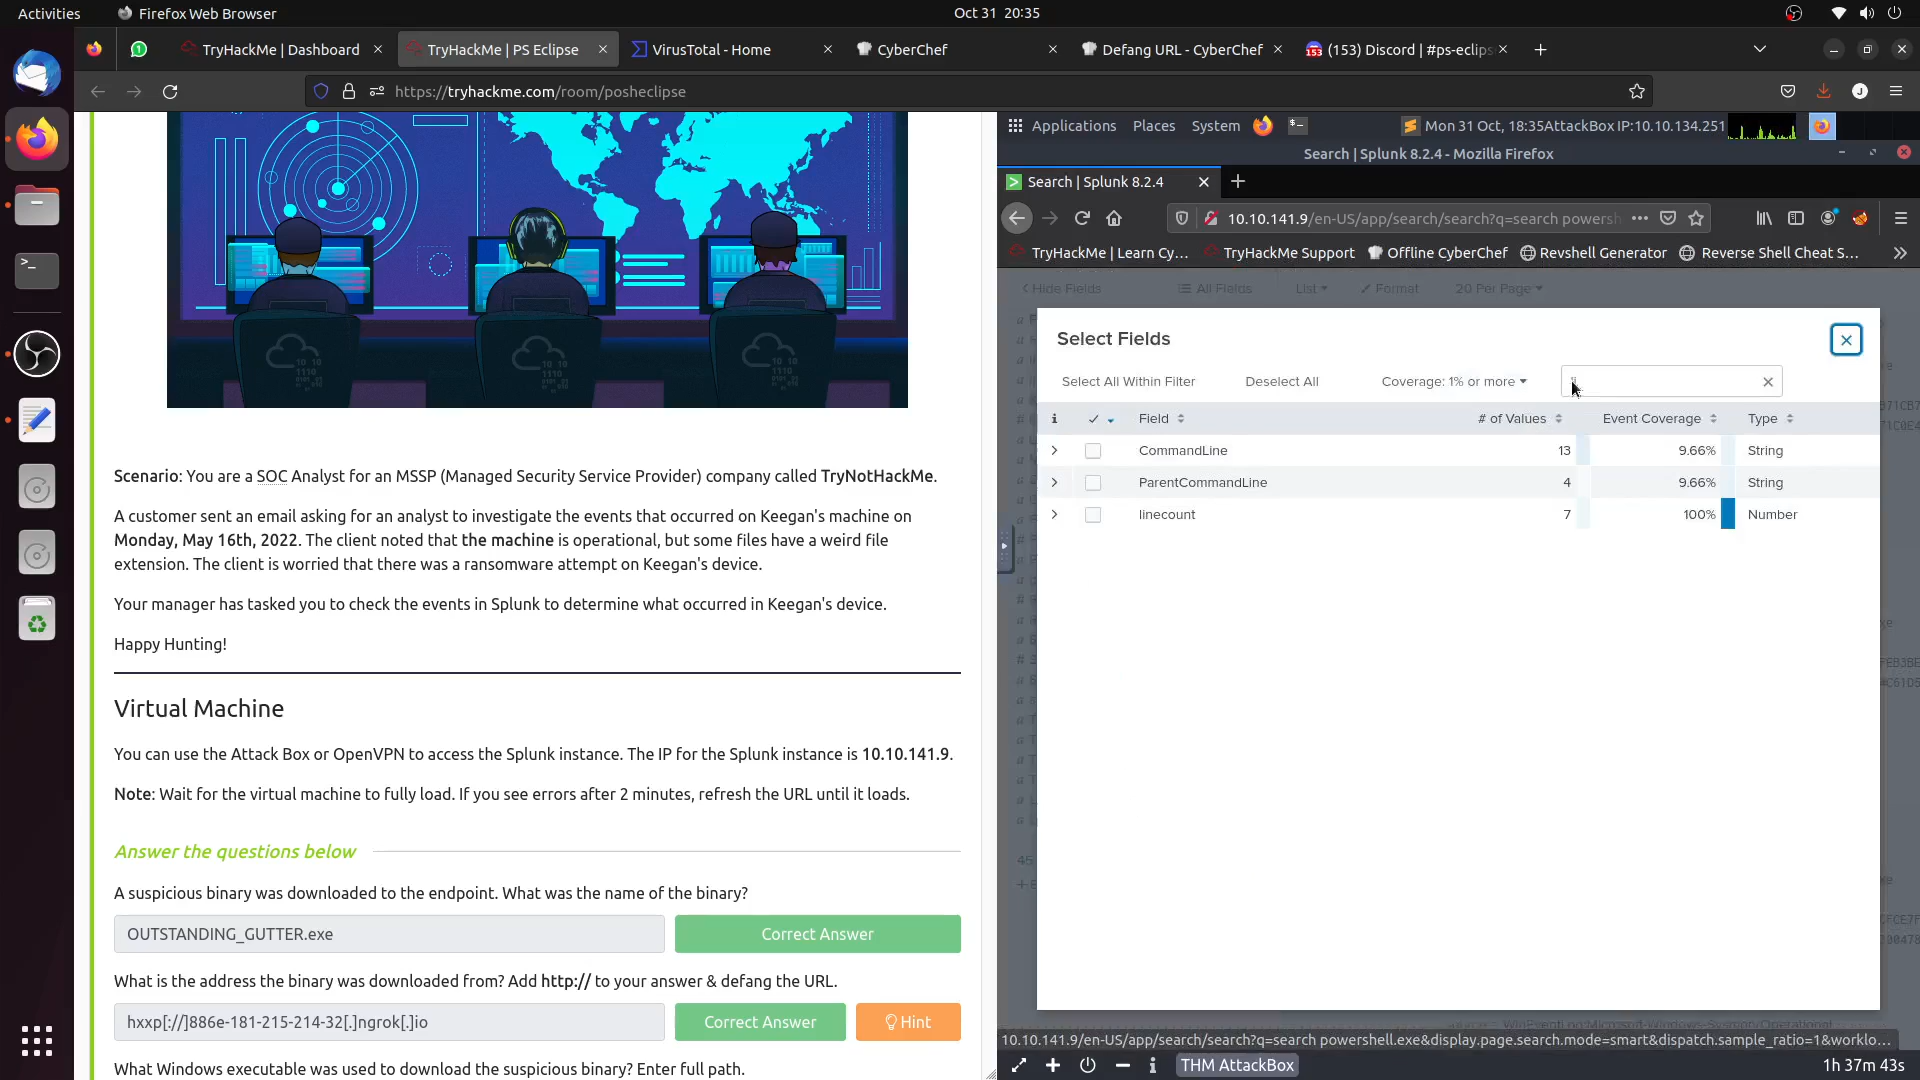 Activities
Firefox Web Browser
Oct 31 20:35
TryHackMe | Dashboard
TryHackMe | PS Eclipse
VirusTotal - Home
CyberChef
Defang URL - CyberChef
(153) Discord | #ps-eclips
https://tryhackme.com/room/posheclipse
Applications Places System
Mon 31 Oct, 18:35 AttackBox IP:10.10.134.251
Search | Splunk 8.2.4 - Mozilla Firefox
Search | Splunk 8.2.4
10.10.141.9/en-US/app/search/search?q=search powersh
TryHackMe | Learn Cy…
TryHackMe Support
Offline CyberChef
Revshell Generator
Reverse Shell Cheat S…
Hide Fields
All Fields
List
Format
20 Per Page
Select Fields
Select All Within Filter
Deselect All
Coverage: 1% or more
i
Field
# of Values
Event Coverage
Type
CommandLine 13 9.66% String
ParentCommandLine 4 9.66% String
linecount 7 100% Number
Scenario: You are a SOC Analyst for an MSSP (Managed Security Service Provider) company called TryNotHackMe.
A customer sent an email asking for an analyst to investigate the events that occurred on Keegan's machine on
Monday, May 16th, 2022. The client noted that the machine is operational, but some files have a weird file
extension. The client is worried that there was a ransomware attempt on Keegan's device.
Your manager has tasked you to check the events in Splunk to determine what occurred in Keegan's device.
Happy Hunting!
Virtual Machine
You can use the Attack Box or OpenVPN to access the Splunk instance. The IP for the Splunk instance is 10.10.141.9.
Note: Wait for the virtual machine to fully load. If you see errors after 2 minutes, refresh the URL until it loads.
Answer the questions below
A suspicious binary was downloaded to the endpoint. What was the name of the binary?
OUTSTANDING_GUTTER.exe
Correct Answer
What is the address the binary was downloaded from? Add http:// to your answer & defang the URL.
hxxp[://]886e-181-215-214-32[.]ngrok[.]io
Correct Answer
Hint
What Windows executable was used to download the suspicious binary? Enter full path.
10.10.141.9/en-US/app/search/search?q=search powershell.exe&display.page.search.mode=smart&dispatch.sample_ratio=1&worklo…
THM AttackBox
1h 37m 43s